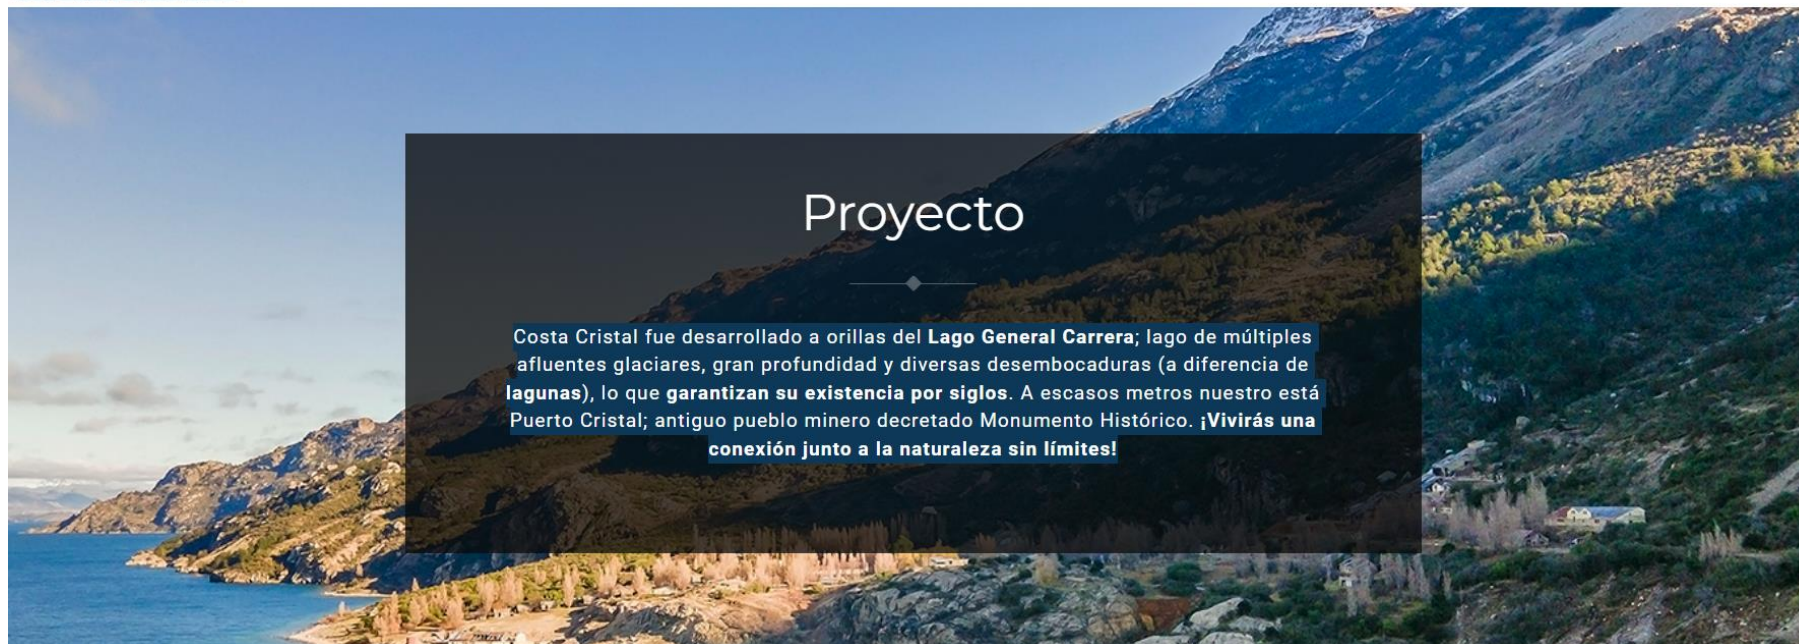 Proyecto
Costa Cristal fue desarrollado a orillas del Lago General Carrera; lago de múltiples
afluentes glaciares, gran profundidad y diversas desembocaduras (a diferencia de
lagunas), lo que garantizan su existencia por siglos. A escasos metros nuestro está
Puerto Cristal; antiguo pueblo minero decretado Monumento Histórico. ¡Vivirás una
conexión junto a la naturaleza sin límites!